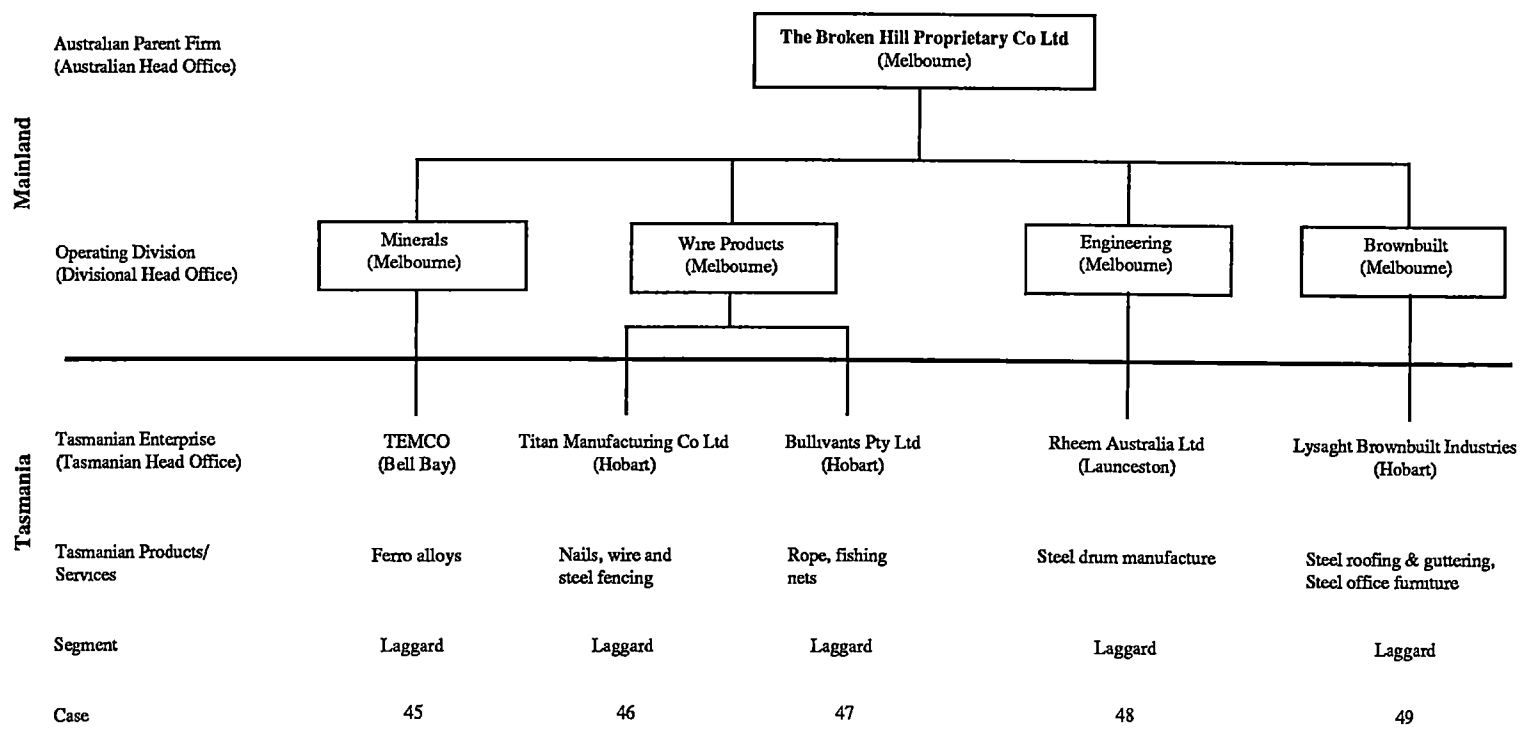 Australian Parent Firm
(Australian Head Office)
The Broken Hill Proprietary Co Ltd
(Melbourne)
Mainland
Operating Division
(Divisional Head Office)
Minerals
(Melbourne)
Wire Products
(Melbourne)
Engineering
(Melbourne)
Brownbuilt
(Melbourne)
Tasmania
Tasmanian Enterprise
(Tasmanian Head Office)
TEMCO
(Bell Bay)
Titan Manufacturing Co Ltd
(Hobart)
Bullivants Pty Ltd
(Hobart)
Rheem Australia Ltd
(Launceston)
Lysaght Brownbuilt Industries
(Hobart)
Tasmanian Products/
Services
Ferro alloys
Nails, wire and
steel fencing
Rope, fishing
nets
Steel drum manufacture
Steel roofing & guttering,
Steel office furniture
Segment
Laggard
Laggard
Laggard
Laggard
Laggard
Case
45
46
47
48
49